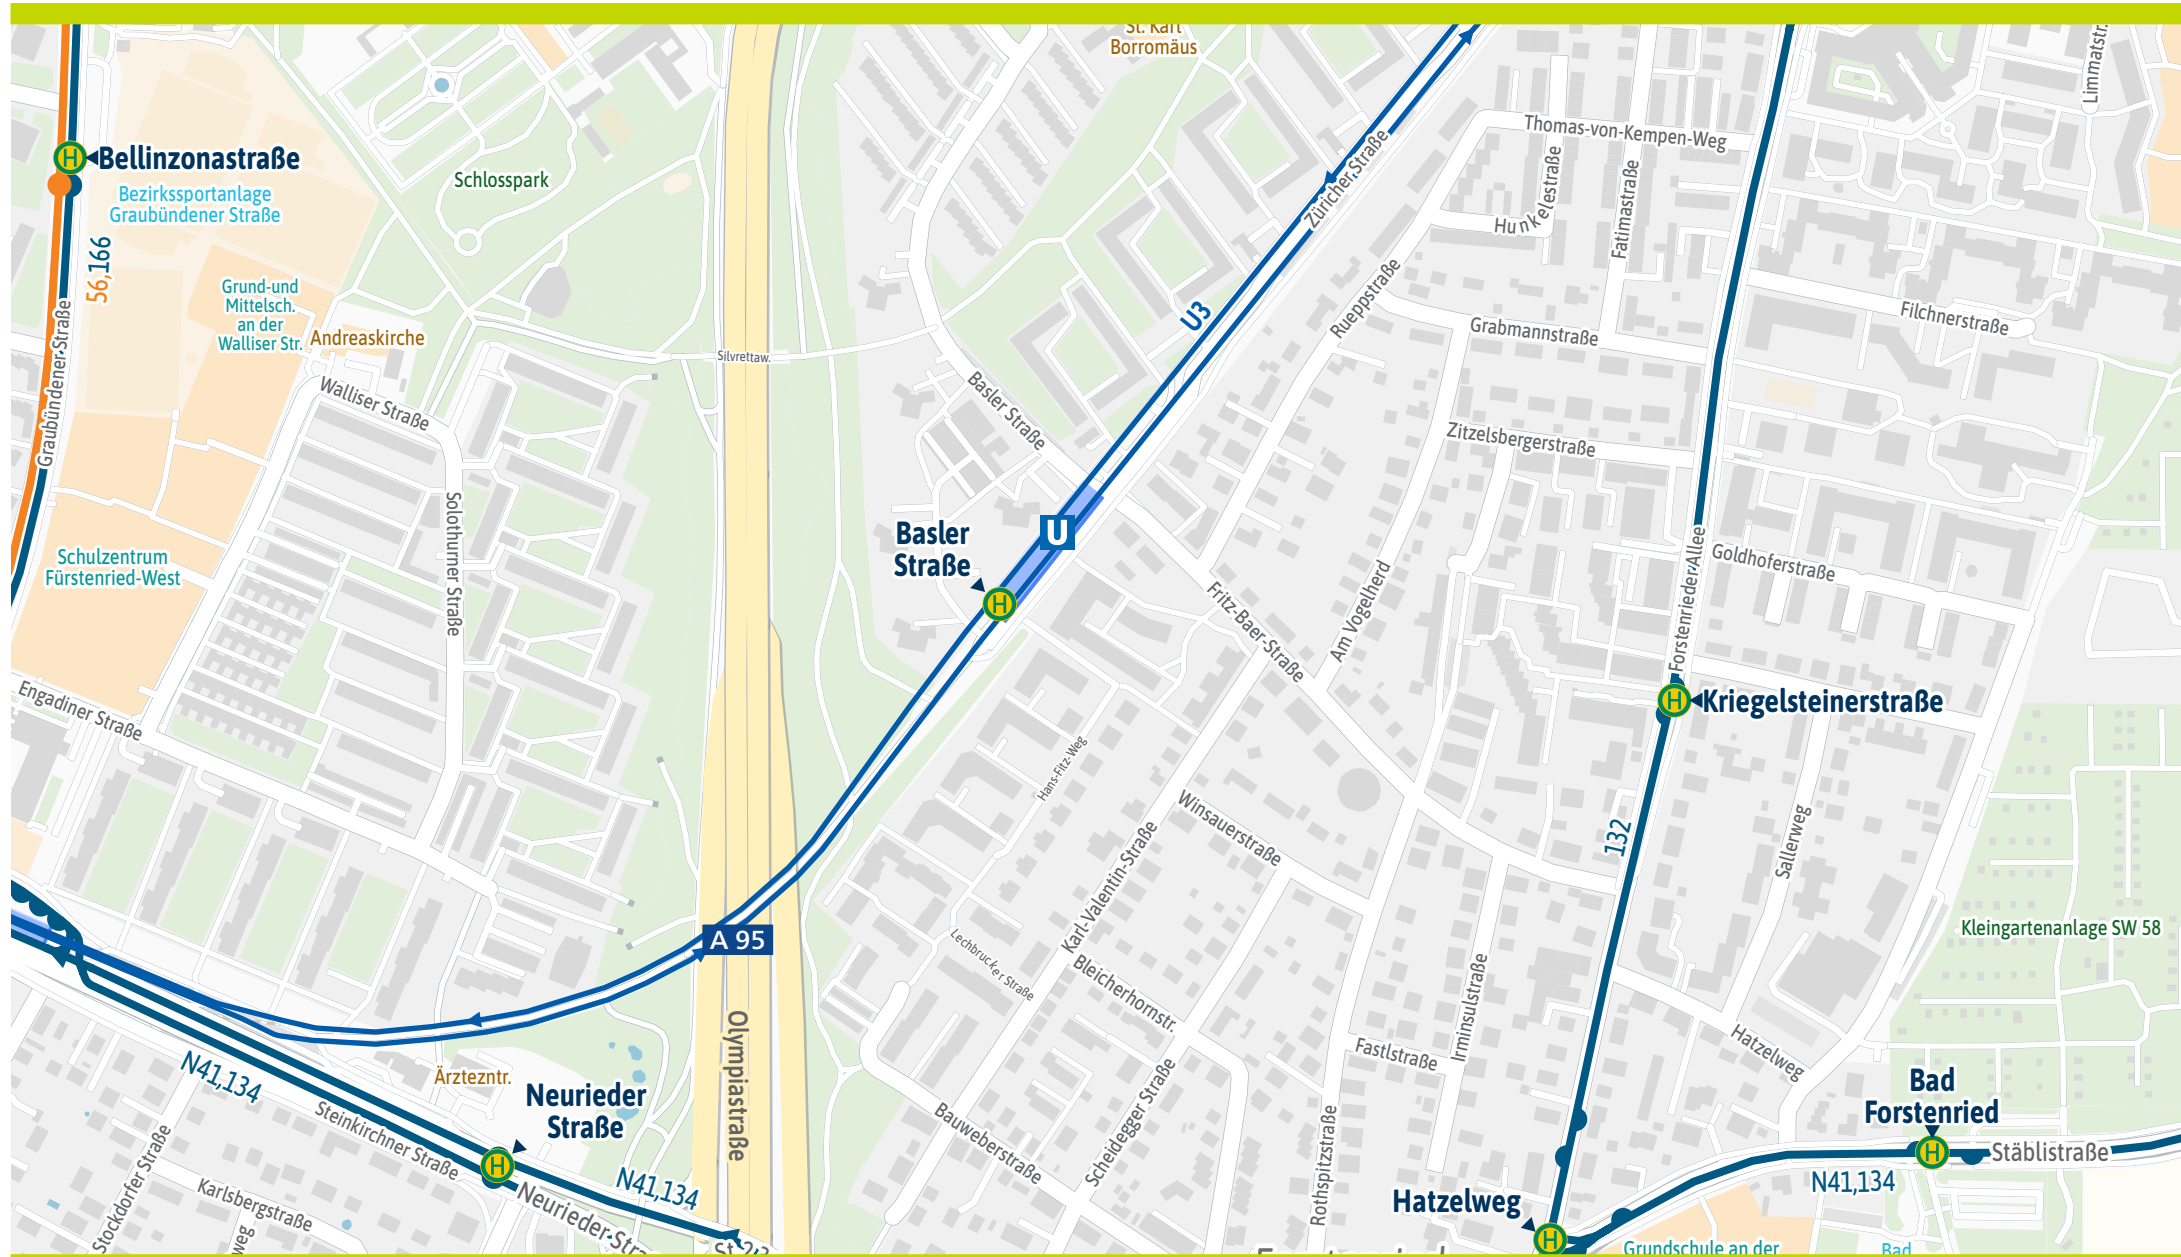 St. Karl
Borromäus
Limmatstr.
Thomas-von-Kempen-Weg
Bellinzonastraße
Bezirkssportanlage
Graubündener Straße
Schlosspark
Züricher Straße
Hunkelestraße
Fatimastraße
56,166
Grund-und
Mittelsch.
an der
Walliser Str.
Andreaskirche
U3
Rueppstraße
Grabmannstraße
Filchnerstraße
Silvrettaw.
Graubündener Straße
Walliser Straße
Basler Straße
Zitzelsbergerstraße
Solothurner Straße
Basler
Straße
U
H
Schulzentrum
Fürstenried-West
Goldhoferstraße
Forstenrieder Allee
Fritz-Baer-Straße
Am Vogelherd
Engadiner Straße
H
Kriegelsteinerstraße
Hans-Fitz-Weg
Winsauerstraße
132
Sallerweg
Karl-Valentin-Straße
Kleingartenanlage SW 58
A 95
Lechbrucker Straße
Bleicherhornstr.
Irminsulstraße
Fastlstraße
Hatzelweg
Olympiastraße
N41,134
Ärztezntr.
Neurieder
Straße
H
Steinkirchner Straße
Stockdorfer Straße
Karlsbergstraße
weg
N41,134
Neurieder-Stra
Bauweberstraße
Scheidegger Straße
Rothspitzstraße
Bad
Forstenried
H
Stäblistraße
N41,134
Hatzelweg
H
Grundschule an der
Bad
H